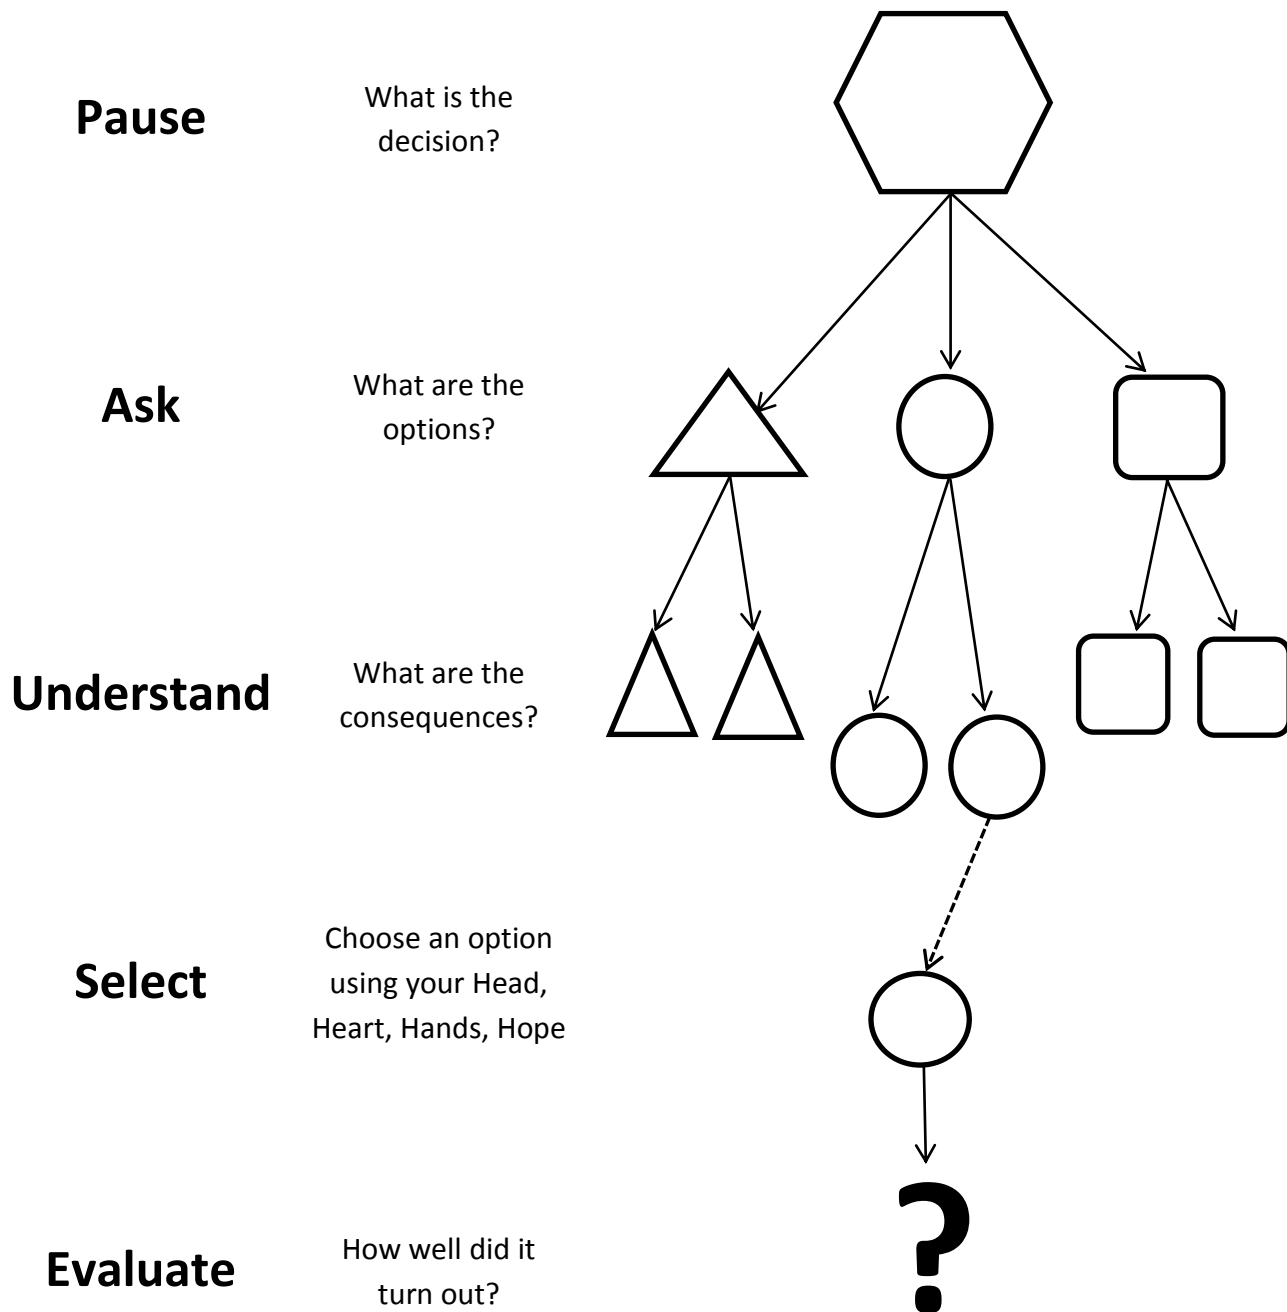 Pause
What is the
decision?
Ask
What are the
options?
Understand
What are the
consequences?
Select
Choose an option
using your Head,
Heart, Hands, Hope
Evaluate
How well did it
turn out?
?